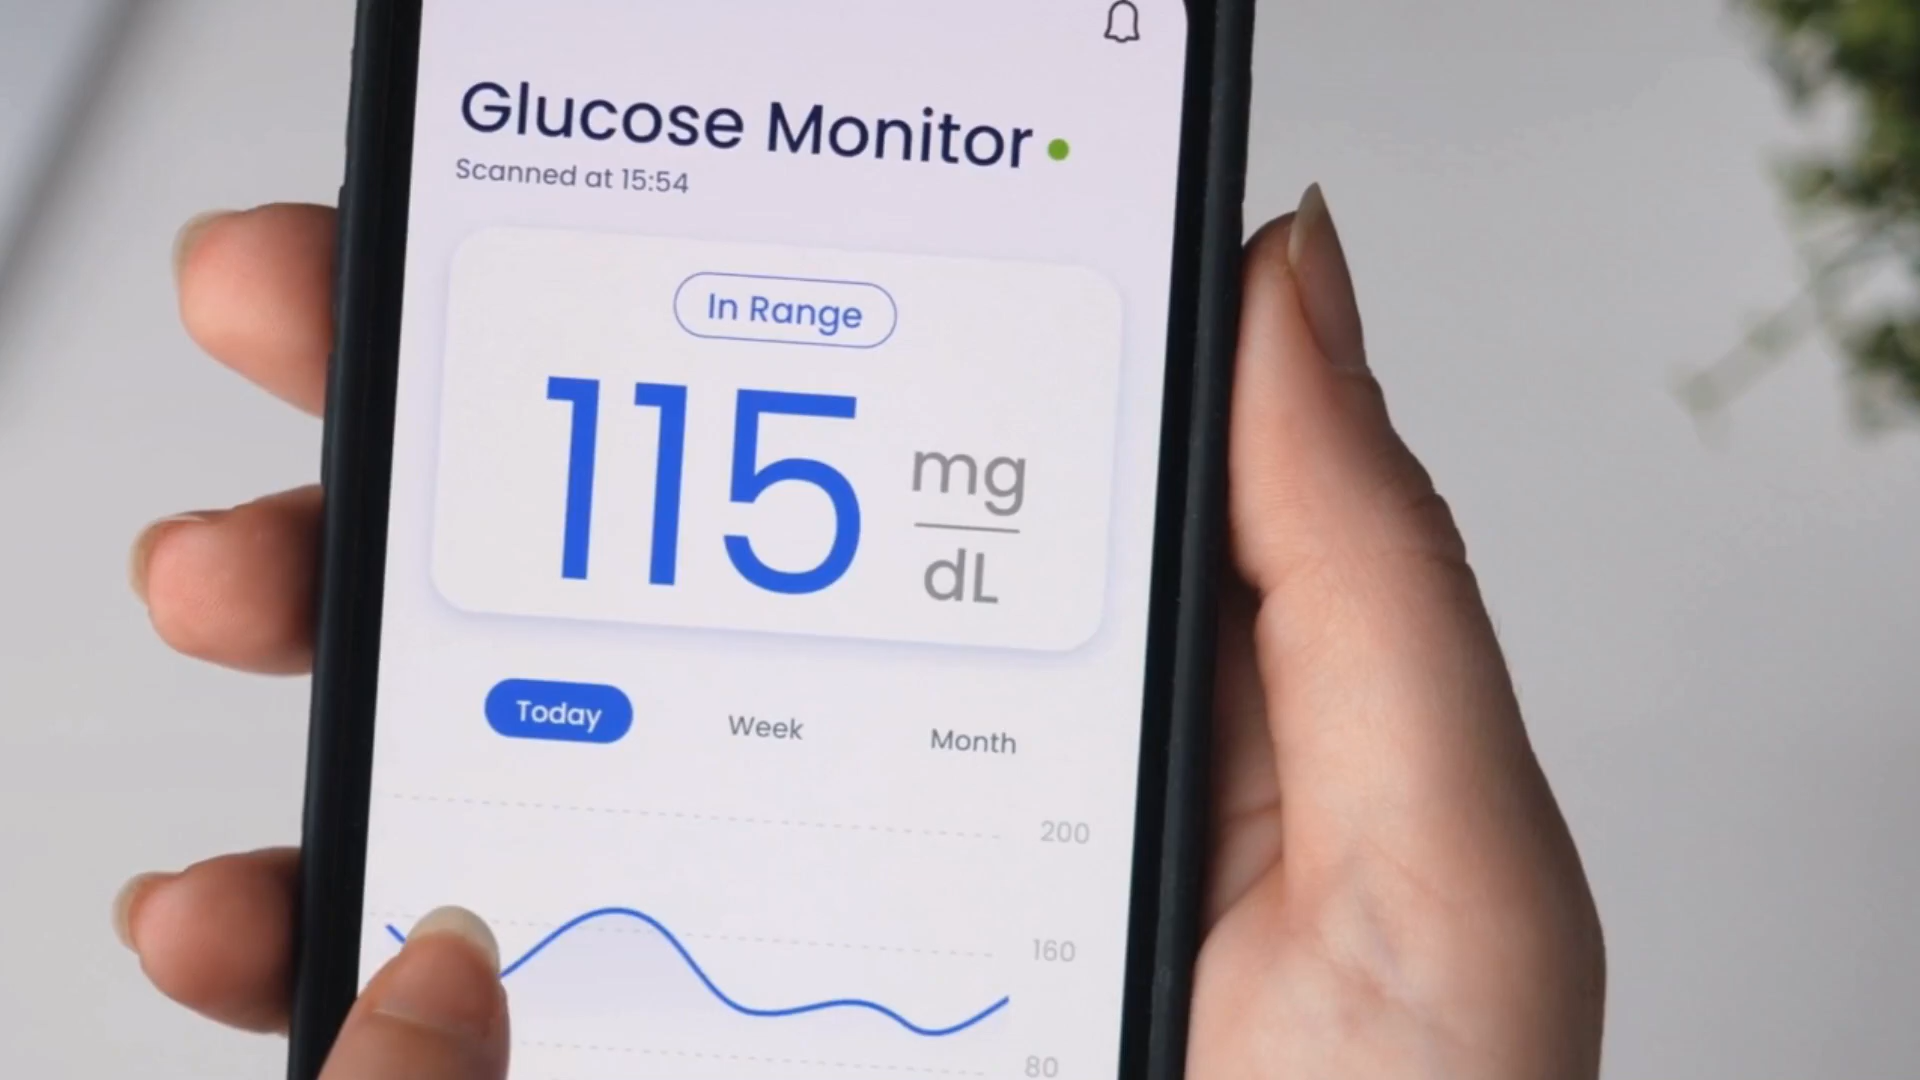 Glucose Monitor
Scanned at 15:54
In Range
115 mg
dL
Today Week Month
200
160
80